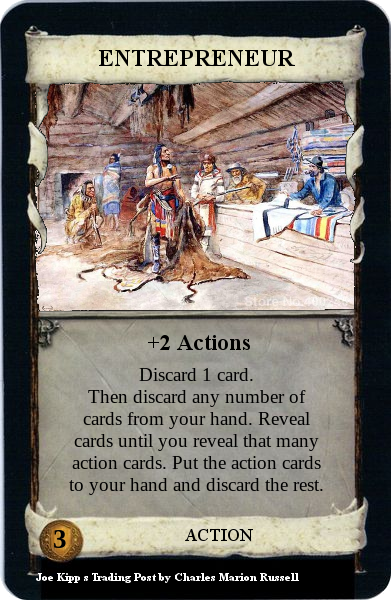 ENTREPRENEUR
+2 Actions
Discard 1 card.
Then discard any number of
cards from your hand. Reveal
cards until you reveal that many
action cards. Put the action cards
to your hand and discard the rest.
3
ACTION
Joe Kipp s Trading Post by Charles Marion Russell